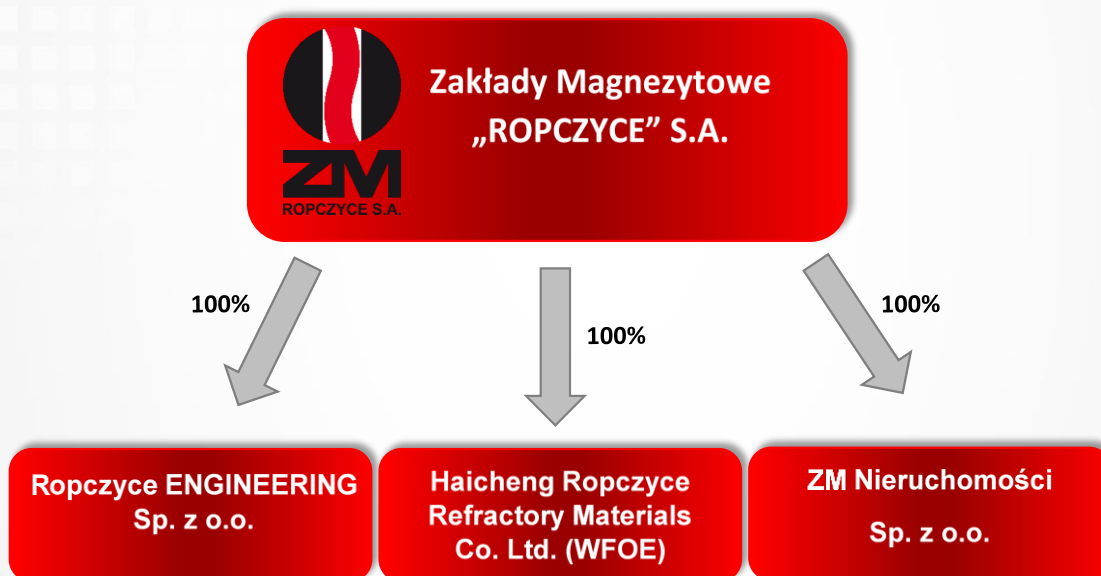 Zakłady Magnezytowe
„ROPCZYCE” S.A.
ZM
ROPCZYCE S.A.
100%
100%
100%
Ropczyce ENGINEERING
Sp. z o.o.
Haicheng Ropczyce
Refractory Materials
Co. Ltd. (WFOE)
ZM Nieruchomości
Sp. z o.o.